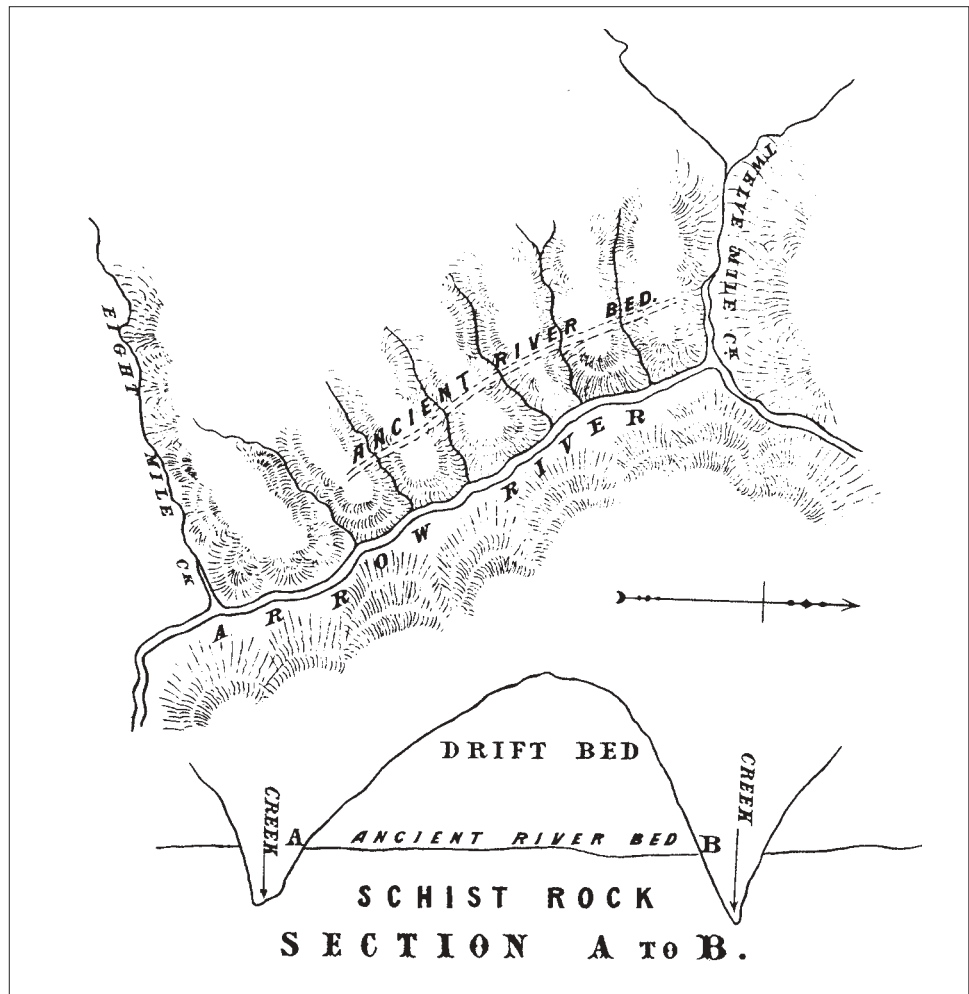 TWELVE MILE CK.
EIGHT MILE CK
ANCIENT RIVER BED.
ARROW RIVER
DRIFT BED
CREEK
CREEK
A ANCIENT RIVER BED B
SCHIST ROCK
SECTION A TO B.